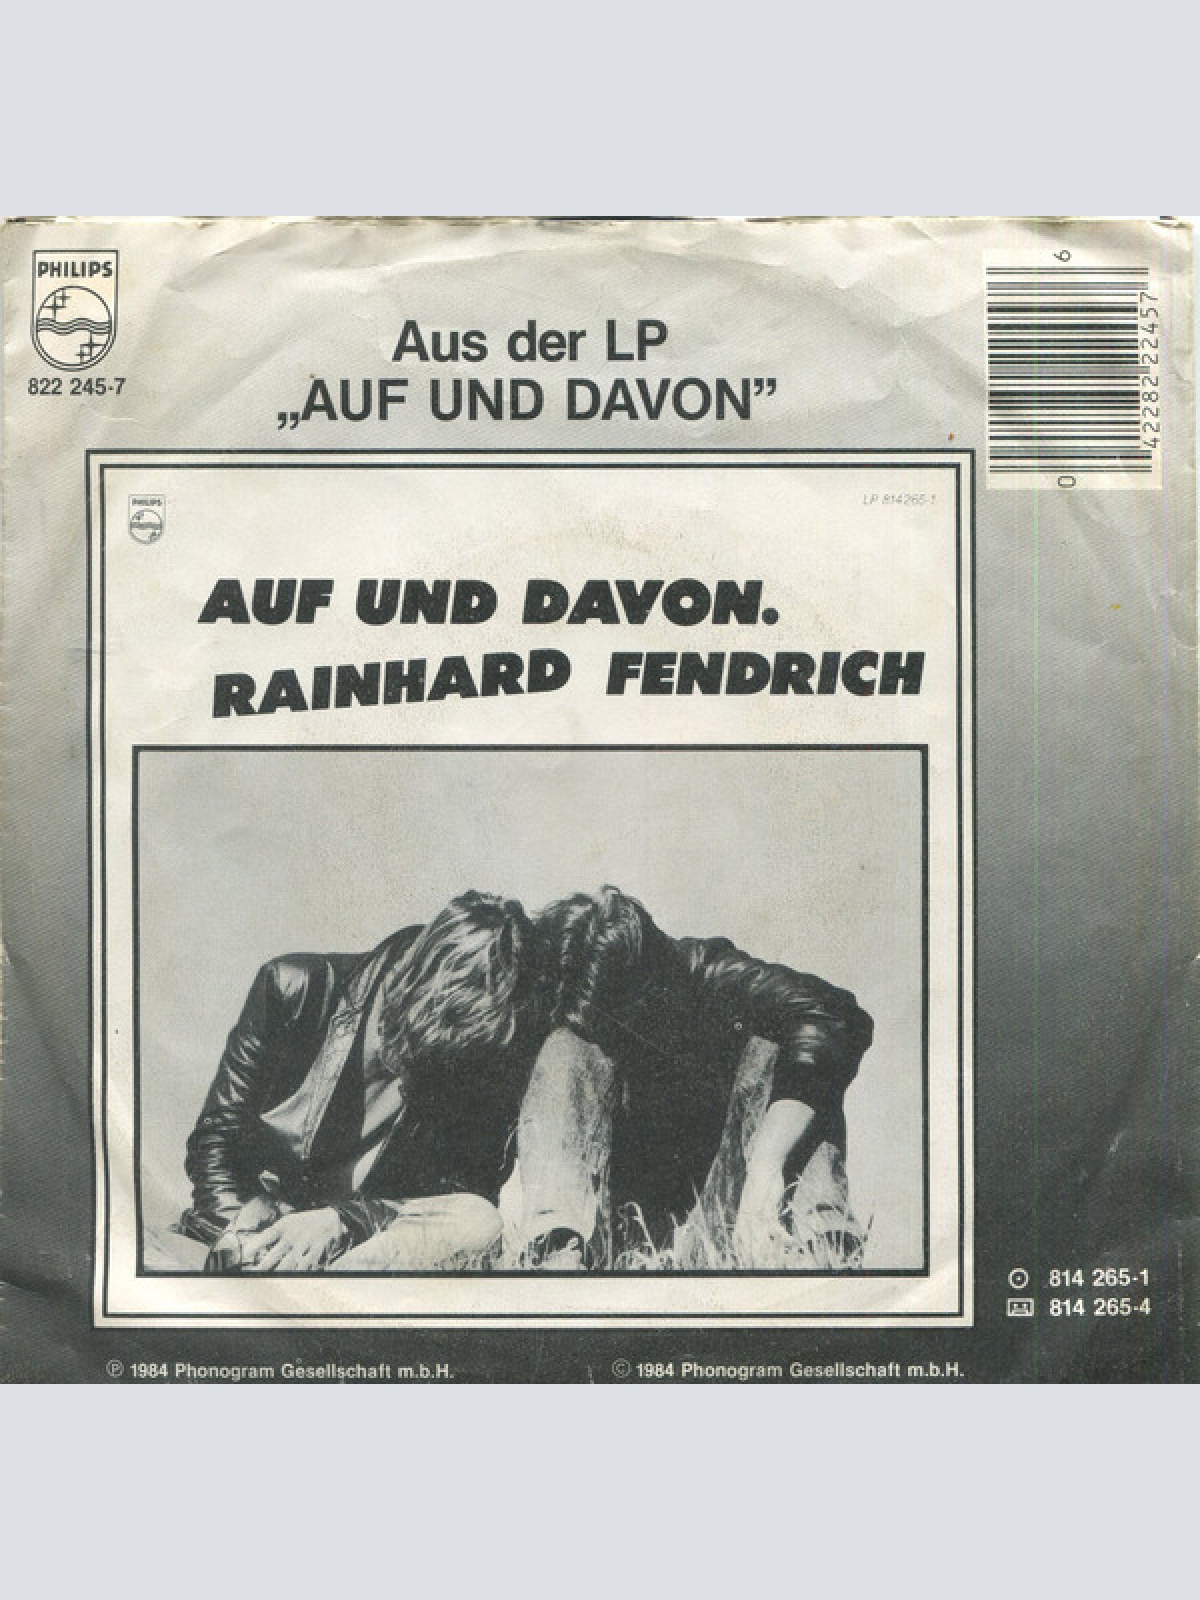 PHILIPS
822 245-7
Aus der LP
„AUF UND DAVON”
0 42282 22457 6
PHILIPS
LP 814265-1
AUF UND DAVON.
RAINHARD FENDRICH
814 265-1
814 265-4
Ⓟ 1984 Phonogram Gesellschaft m.b.H.
© 1984 Phonogram Gesellschaft m.b.H.